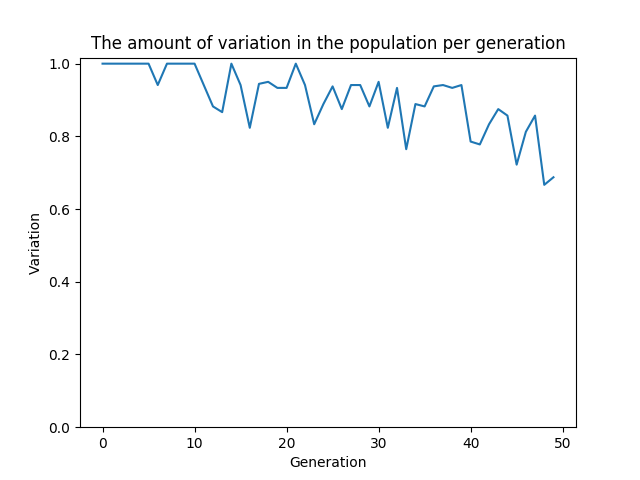 The amount of variation in the population per generation
1.0
0.8
0.6
0.4
0.2
0.0
Variation
0 10 20 30 40 50
Generation